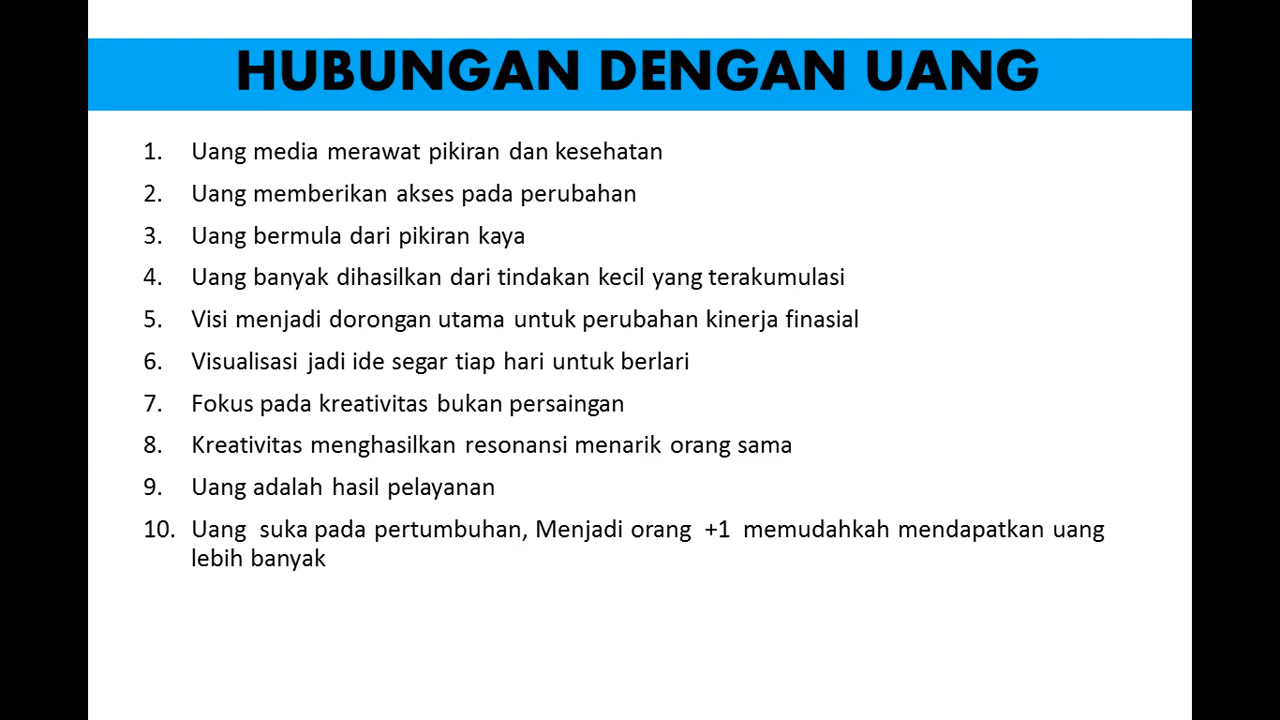 HUBUNGAN DENGAN UANG
1. Uang media merawat pikiran dan kesehatan
2. Uang memberikan akses pada perubahan
3. Uang bermula dari pikiran kaya
4. Uang banyak dihasilkan dari tindakan kecil yang terakumulasi
5. Visi menjadi dorongan utama untuk perubahan kinerja finasial
6. Visualisasi jadi ide segar tiap hari untuk berlari
7. Fokus pada kreativitas bukan persaingan
8. Kreativitas menghasilkan resonansi menarik orang sama
9. Uang adalah hasil pelayanan
10. Uang suka pada pertumbuhan, Menjadi orang +1 memudahkah mendapatkan uang
lebih banyak